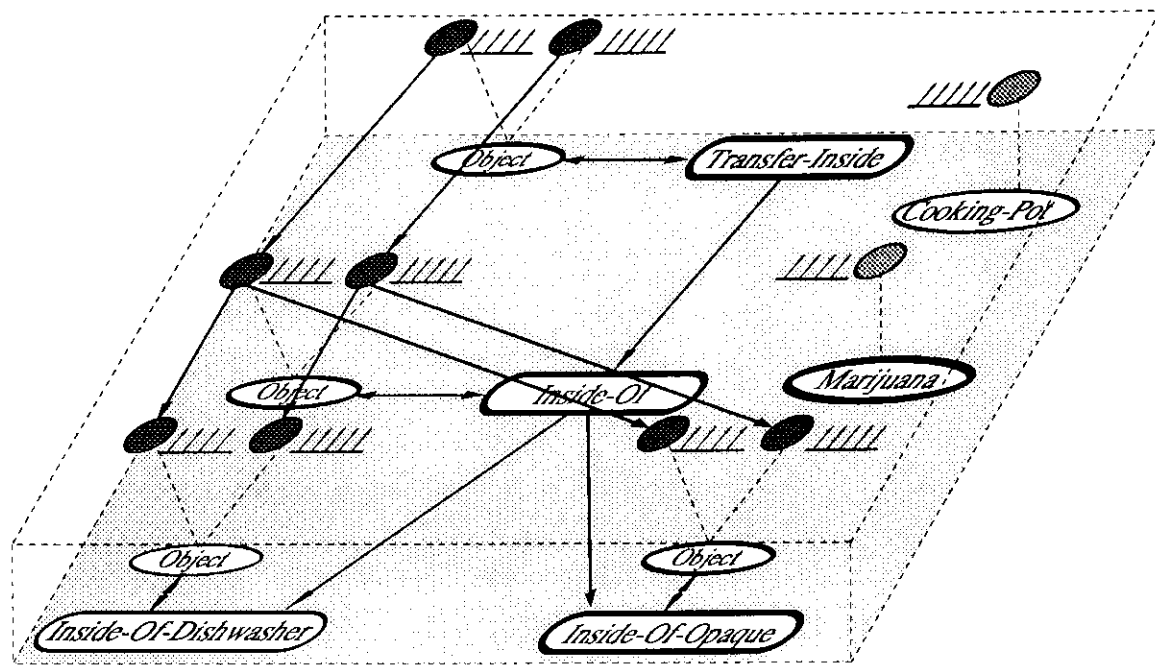 Object
Transfer-Inside
Cooking-Pot
Object
Inside-Of
Marijuana
Object
Object
Inside-Of-Dishwasher
Inside-Of-Opaque